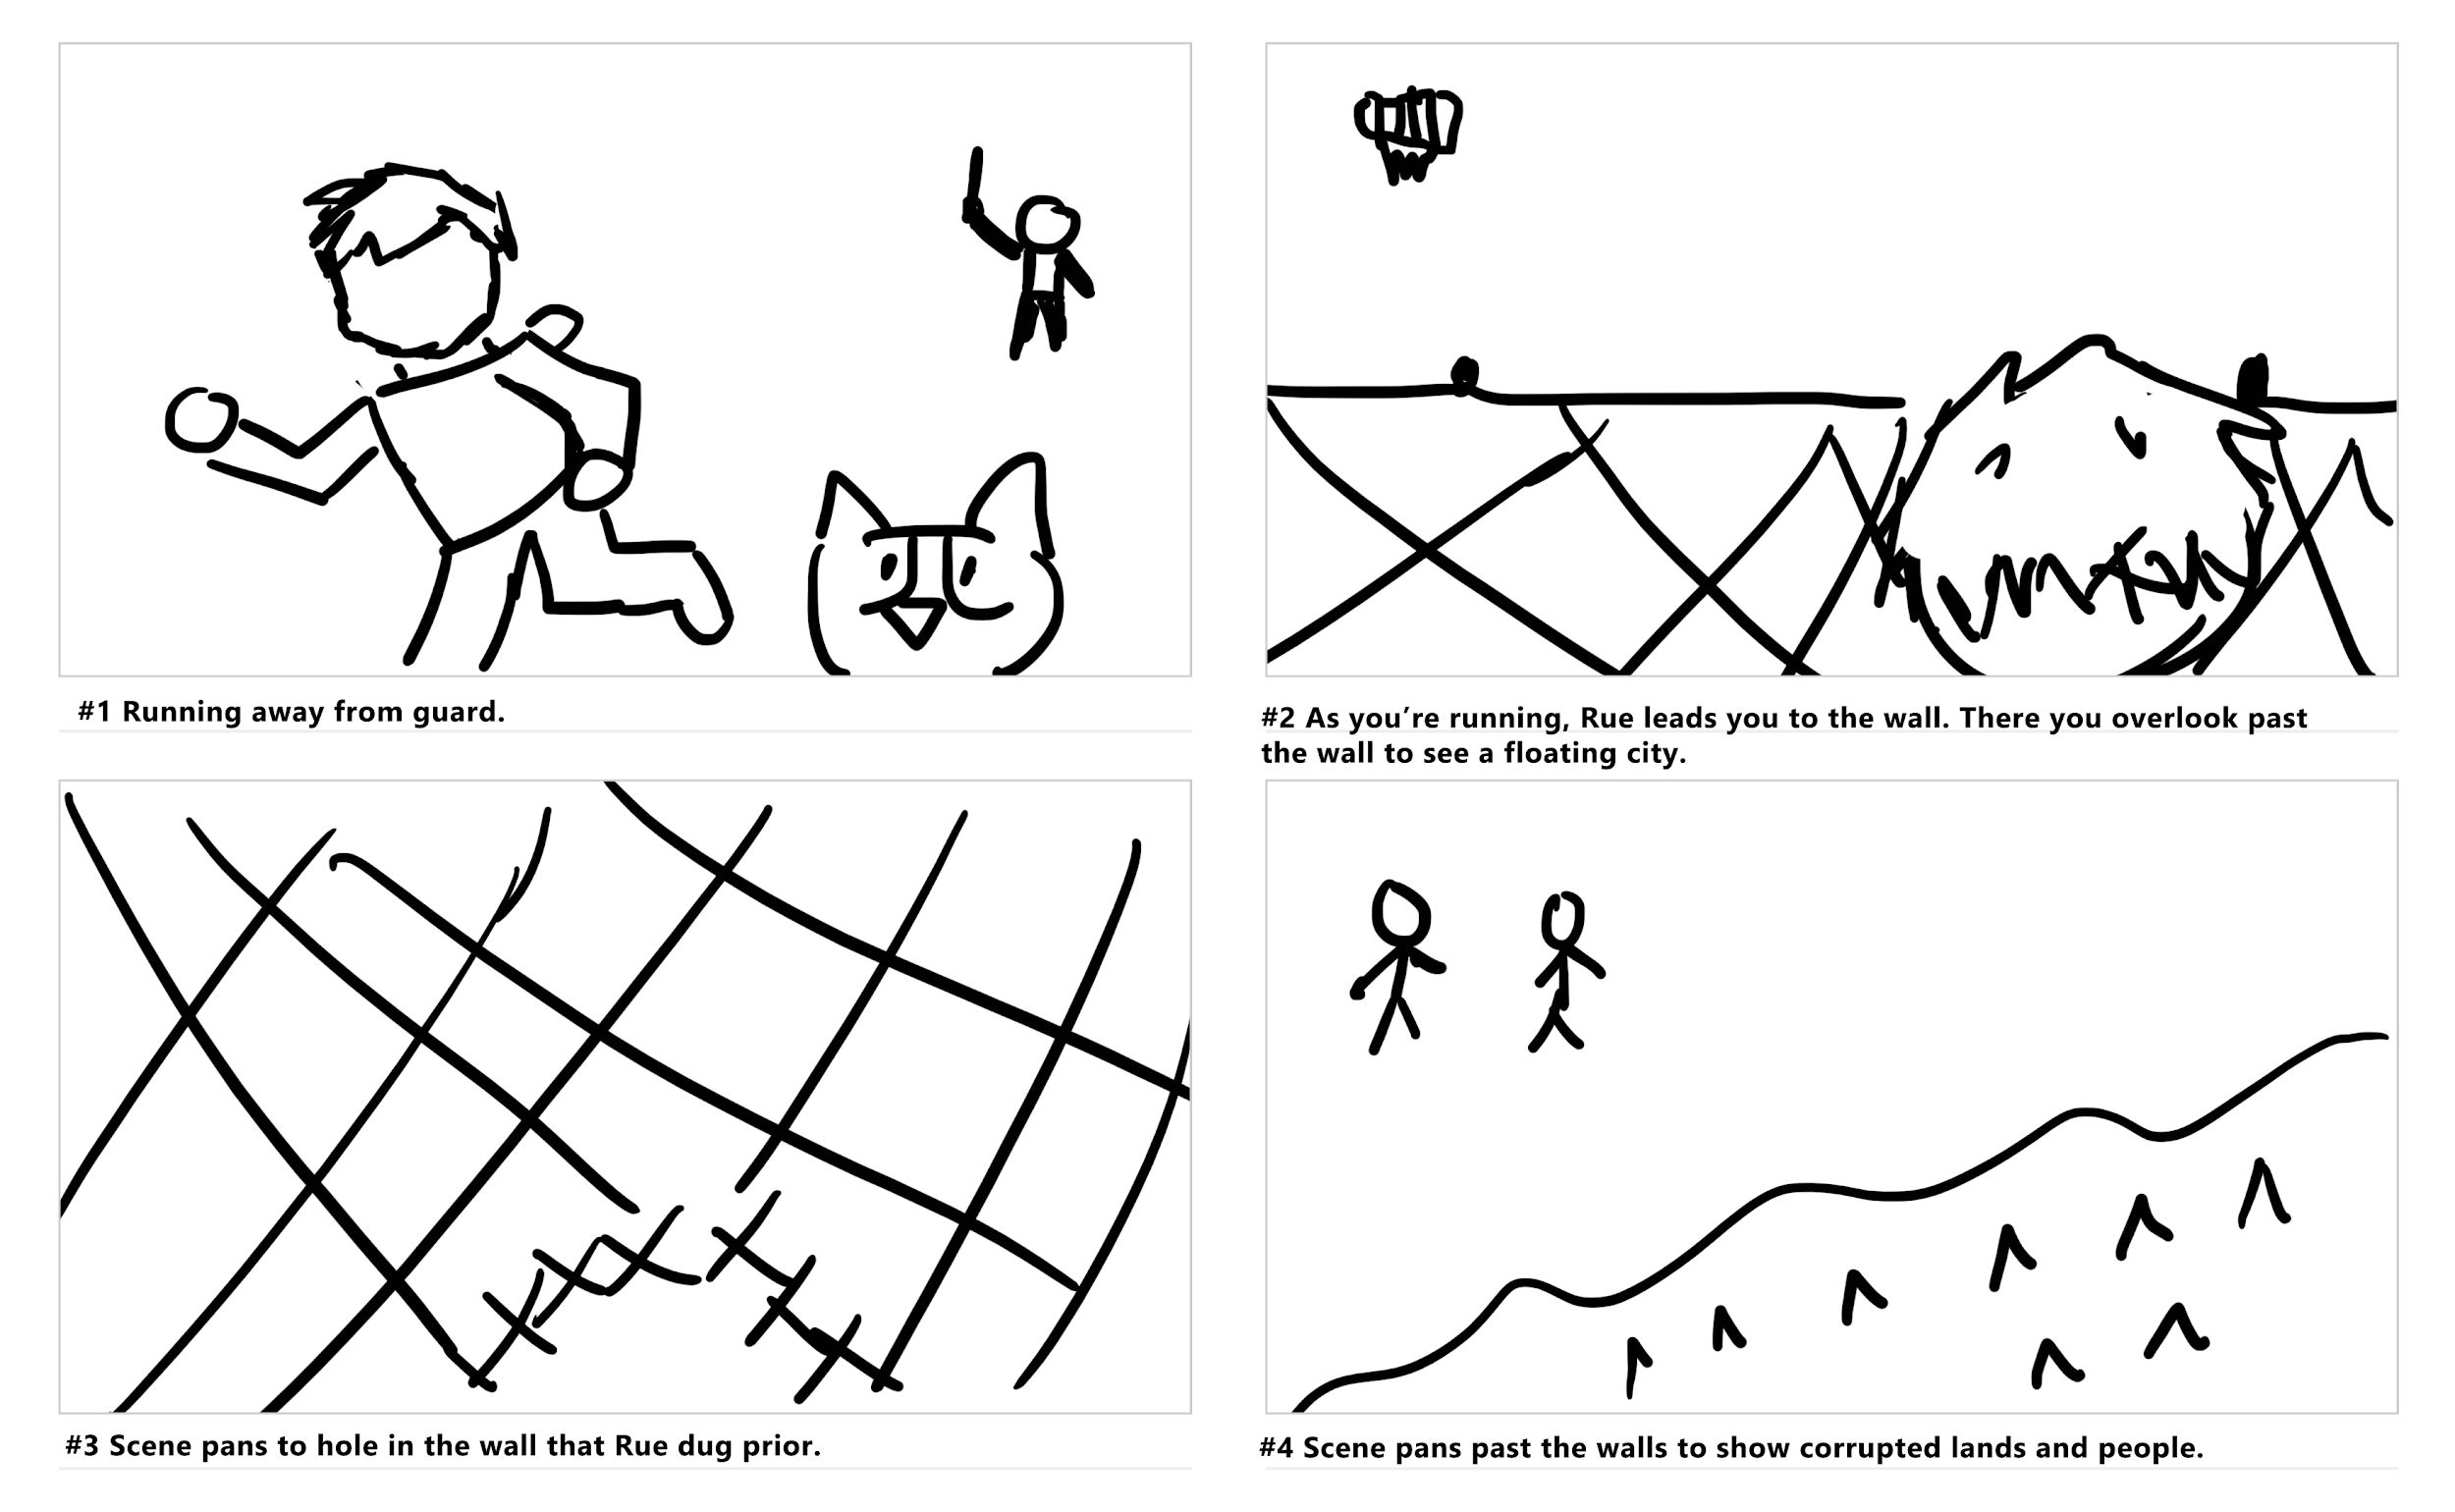 #1 Running away from guard.
#2 As you’re running, Rue leads you to the wall. There you overlook past
the wall to see a floating city.
#3 Scene pans to hole in the wall that Rue dug prior.
#4 Scene pans past the walls to show corrupted lands and people.